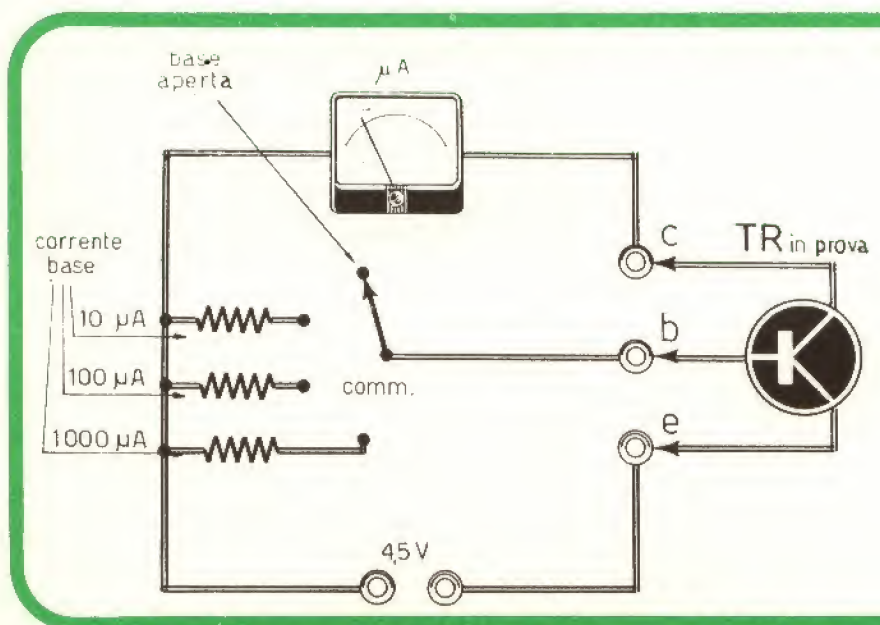 base
aperta
μA
corrente
base
10 μA
100 μA
1000 μA
comm.
c
TR in prova
b
e
4,5 V